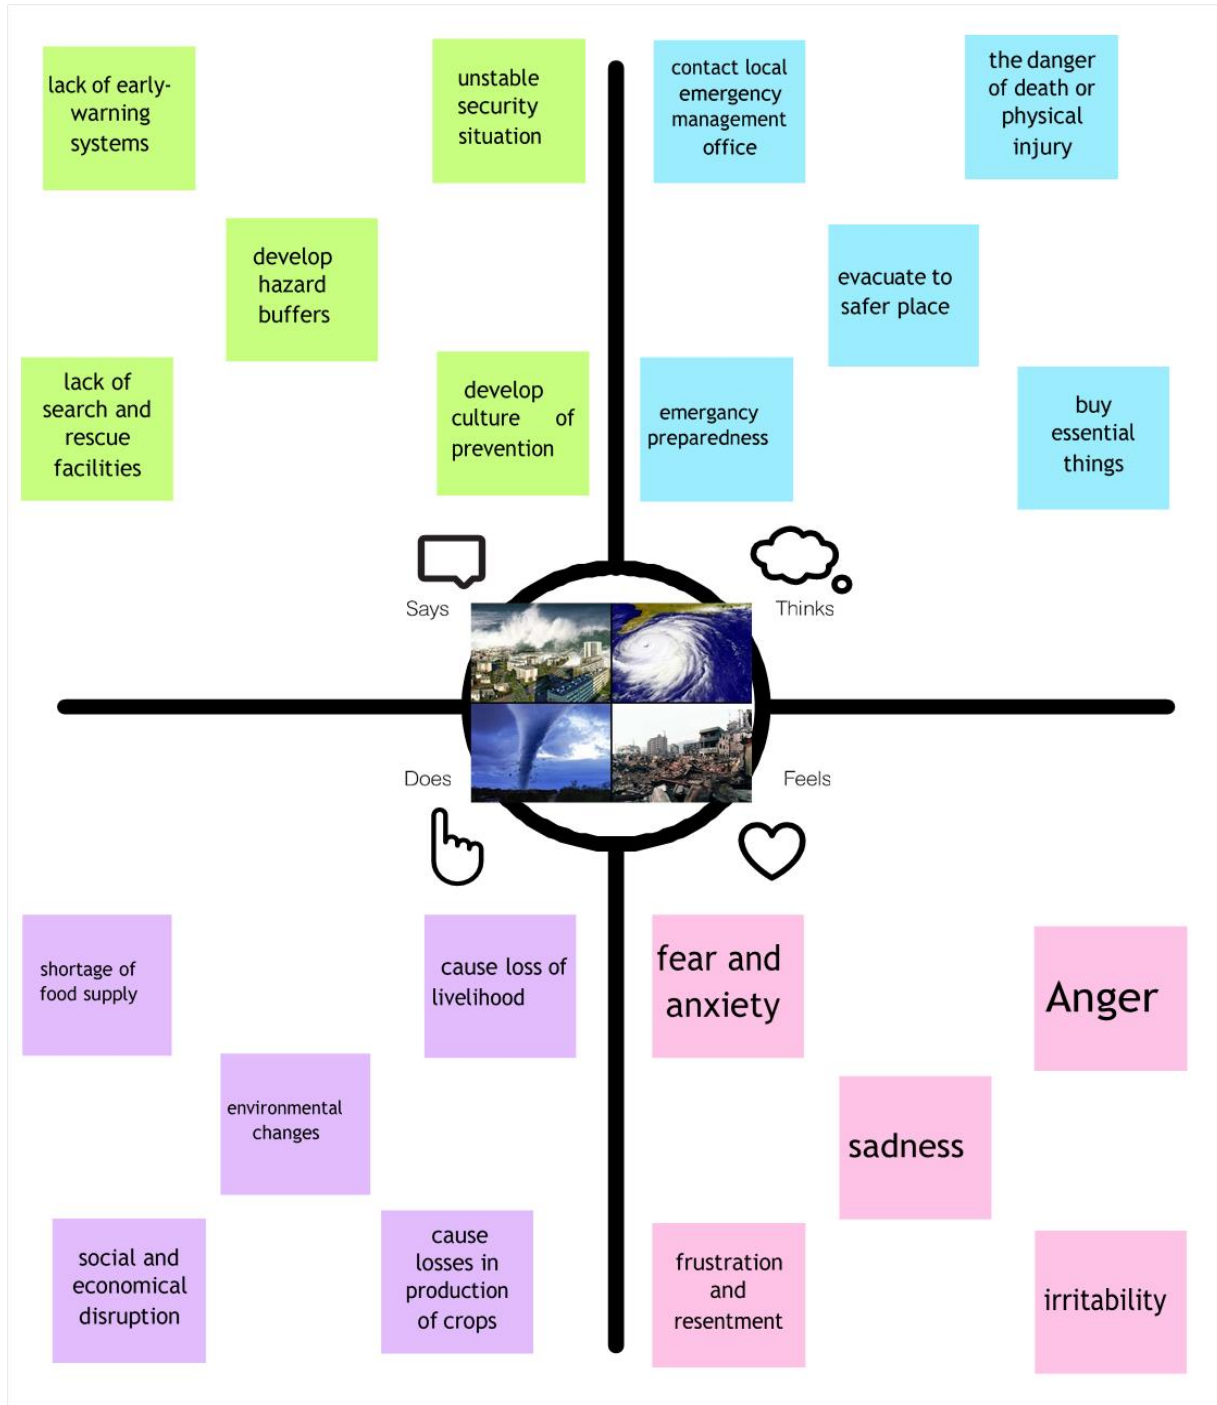 lack of early-
warning
systems
unstable
security
situation
develop
hazard
buffers
lack of
search and
rescue
facilities
develop
culture of
prevention
Says
contact local
emergency
management
office
the danger
of death or
physical
injury
evacuate to
safer place
emergancy
preparedness
buy
essential
things
Thinks
Does
shortage of
food supply
cause loss of
livelihood
environmental
changes
social and
economical
disruption
cause
losses in
production
of crops
Feels
fear and
anxiety
Anger
sadness
frustration
and
resentment
irritability